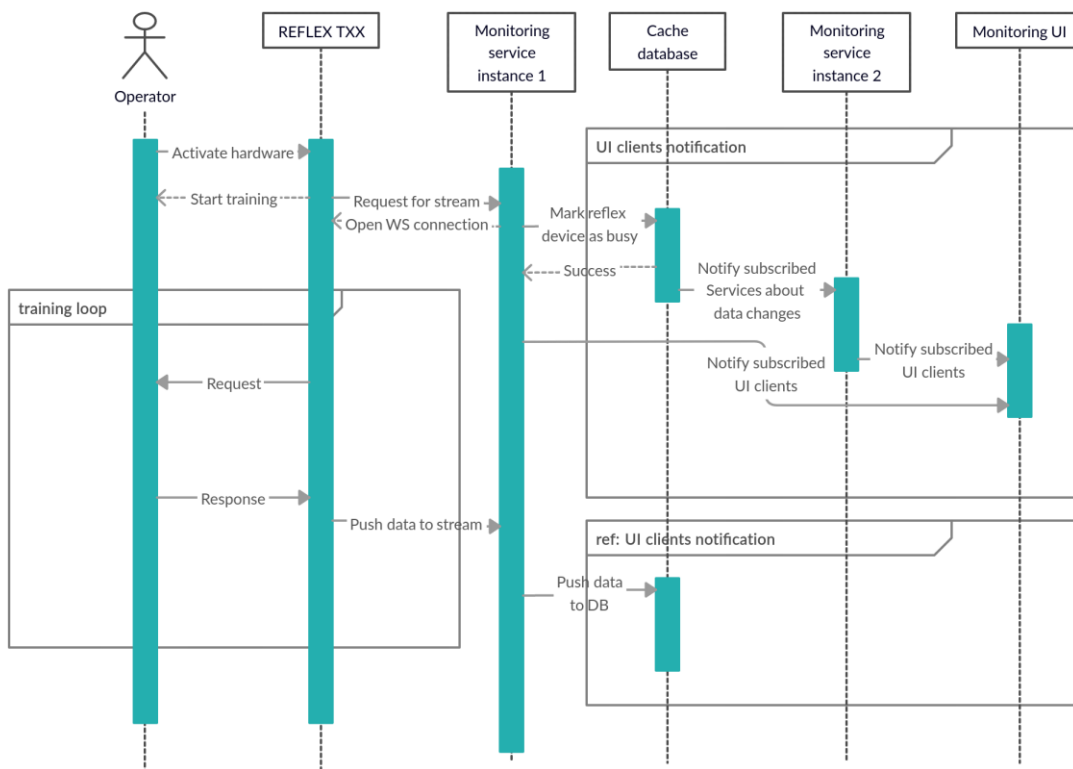 Operator
REFLEX TXX
Monitoring
service
instance 1
Cache
database
Monitoring
service
instance 2
Monitoring UI
UI clients notification
Activate hardware
Start training
Request for stream
Open WS connection
Mark reflex
device as busy
Success
Notify subscribed
Services about
data changes
training loop
Notify subscribed
UI clients
Notify subscribed
UI clients
Request
Response
Push data to stream
ref: UI clients notification
Push data
to DB